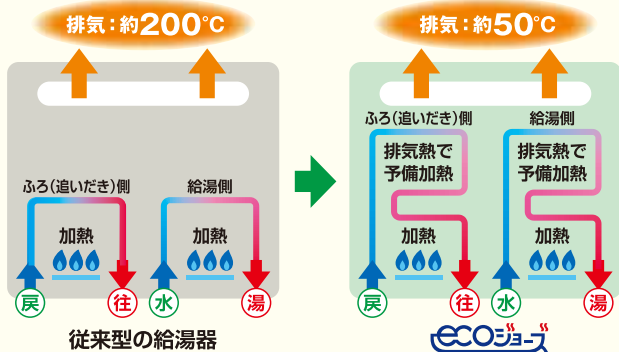 排気：約200℃
ふろ(追いだき)側
給湯側
加熱
加熱
戻
往
水
湯
従来型の給湯器
排気：約50℃
ふろ(追いだき)側
給湯側
排気熱で
予備加熱
排気熱で
予備加熱
加熱
加熱
戻
往
水
湯
ecoジョーズ